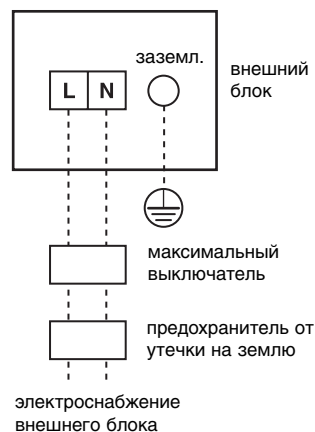 заземл.
внешний
блок
L N
максимальный
выключатель
предохранитель от
утечки на землю
электроснабжение
внешнего блока